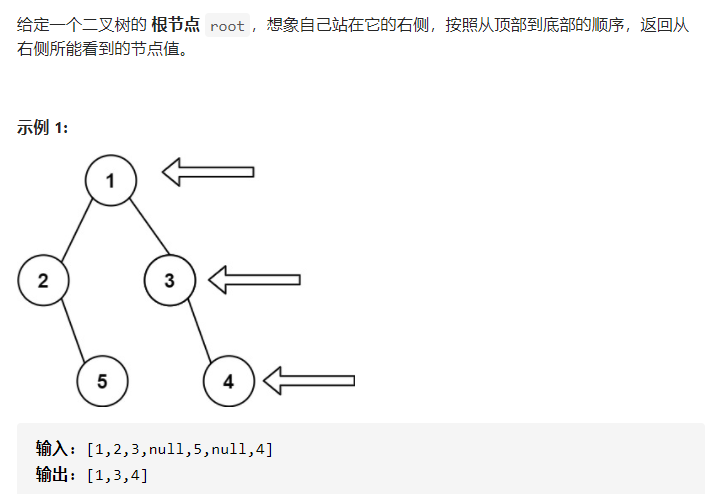 给定一个二叉树的 根节点 root，想象自己站在它的右侧，按照从顶部到底部的顺序，返回从
右侧所能看到的节点值。
示例 1:
1
2
3
5
4
输入：[1,2,3,null,5,null,4]
输出：[1,3,4]